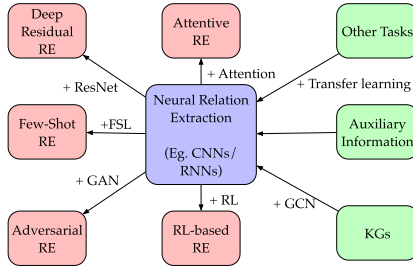 Deep
Residual
RE
Attentive
RE
Other Tasks
+ ResNet
+ Attention
+ Transfer learning
Neural Relation
Extraction
(Eg. CNNs/
RNNs)
Few-Shot
RE
+FSL
Auxiliary
Information
+ GAN
+ RL
+ GCN
Adversarial
RE
RL-based
RE
KGs